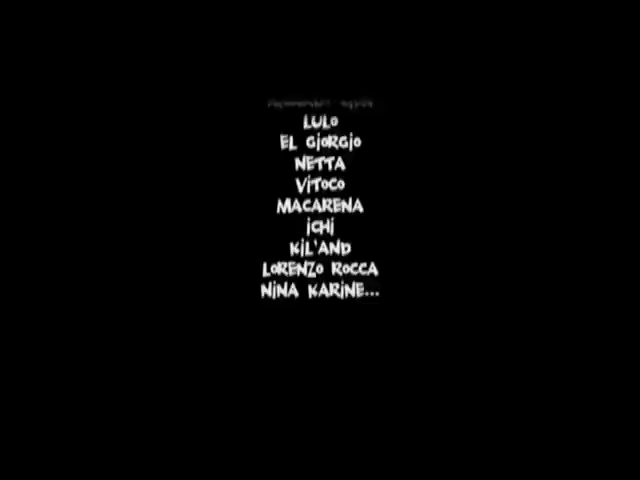 LULO
EL GIORGIO
NETTA
VITOCO
MACARENA
ICHI
KIL'AND
LORENZO ROCCA
NINA KARINE...